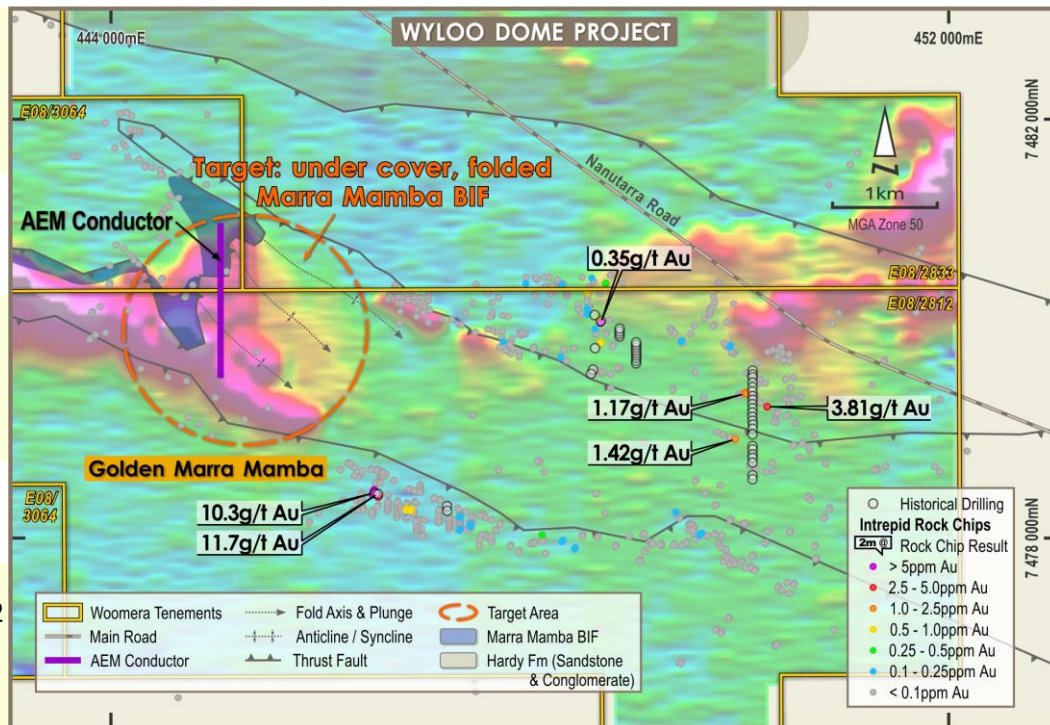 WYLOO DOME PROJECT
444 000mE
452 000mE
E08/3064
7 482 000mN
Target: under cover, folded
Marra Mamba BIF
AEM Conductor
Nanutarra Road
N
1km
MGA Zone 50
0.35g/t Au
E08/2833
E08/2812
1.17g/t Au
3.81g/t Au
1.42g/t Au
Golden Marra Mamba
E08/
3064
10.3g/t Au
11.7g/t Au
7 478 000mN
2
Woomera Tenements
Main Road
AEM Conductor
Fold Axis & Plunge
Anticline / Syncline
Thrust Fault
Target Area
Marra Mamba BIF
Hardy Fm (Sandstone
& Conglomerate)
Historical Drilling
Intrepid Rock Chips
2m @
Rock Chip Result
> 5ppm Au
2.5 - 5.0ppm Au
1.0 - 2.5ppm Au
0.5 - 1.0ppm Au
0.25 - 0.5ppm Au
0.1 - 0.25ppm Au
< 0.1ppm Au